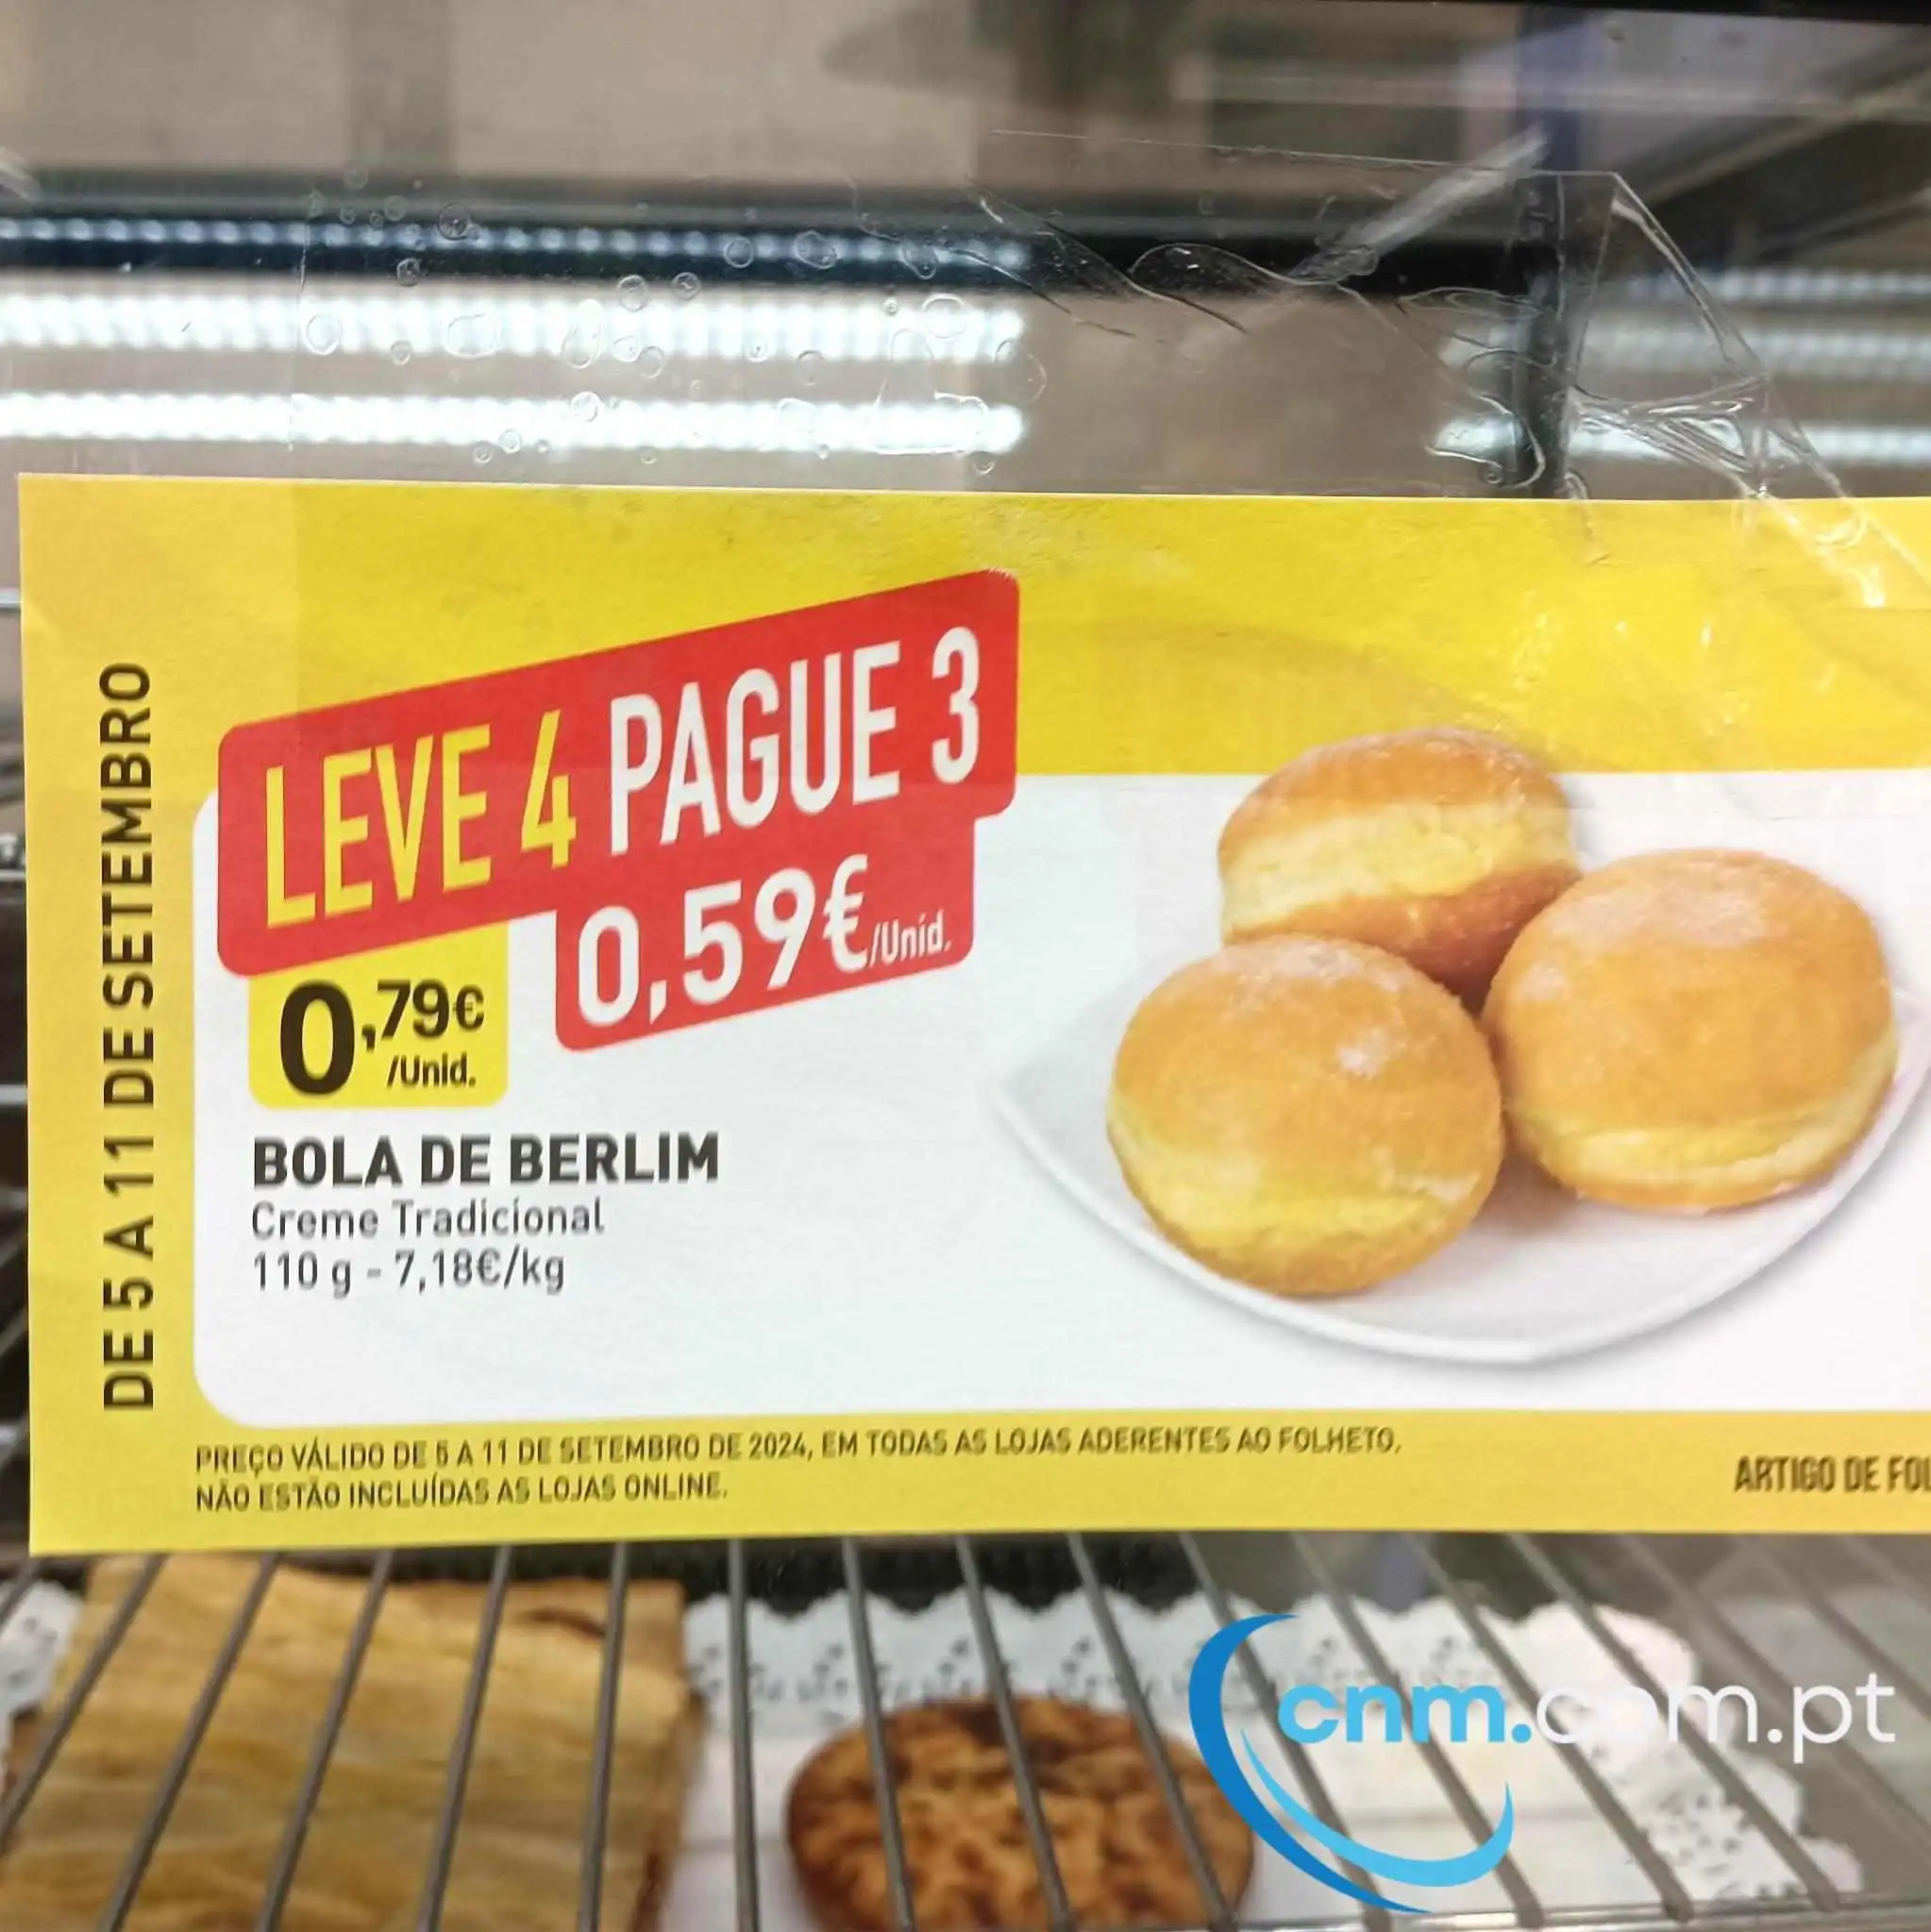 DE 5 A 11 DE SETEMBRO
LEVE 4 PAGUE 3
0,59€/Unid.
0,79€
/Unid.
BOLA DE BERLIM
Creme Tradicional
110 g - 7,18€/kg
PREÇO VÁLIDO DE 5 A 11 DE SETEMBRO DE 2024, EM TODAS AS LOJAS ADERENTES AO FOLHETO.
NÃO ESTÃO INCLUÍDAS AS LOJAS ONLINE.
ARTIGO DE FOL
cnm.com.pt